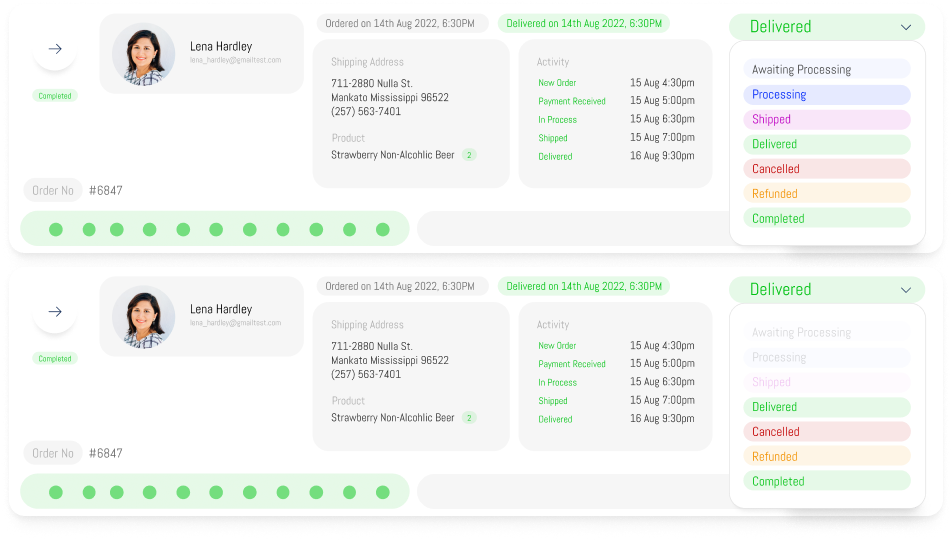 Ordered on 14th Aug 2022, 6:30PM
Delivered on 14th Aug 2022, 6:30PM
Delivered
Lena Hardley
lena_hardley@gmailtest.com
Completed
Shipping Address
711-2880 Nulla St.
Mankato Mississippi 96522
(257) 563-7401
Product
Strawberry Non-Alcohlic Beer 2
Activity
New Order 15 Aug 4:30pm
Payment Received 15 Aug 5:00pm
In Process 15 Aug 6:30pm
Shipped 15 Aug 7:00pm
Delivered 16 Aug 9:30pm
Awaiting Processing
Processing
Shipped
Delivered
Cancelled
Refunded
Completed
Order No #6847
Ordered on 14th Aug 2022, 6:30PM
Delivered on 14th Aug 2022, 6:30PM
Delivered
Lena Hardley
lena_hardley@gmailtest.com
Completed
Shipping Address
711-2880 Nulla St.
Mankato Mississippi 96522
(257) 563-7401
Product
Strawberry Non-Alcohlic Beer 2
Activity
New Order 15 Aug 4:30pm
Payment Received 15 Aug 5:00pm
In Process 15 Aug 6:30pm
Shipped 15 Aug 7:00pm
Delivered 16 Aug 9:30pm
Awaiting Processing
Processing
Shipped
Delivered
Cancelled
Refunded
Completed
Order No #6847